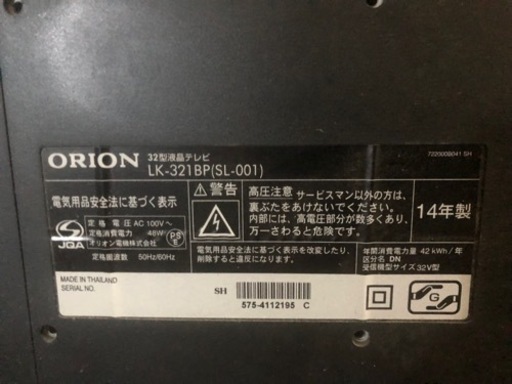 722000B041 SH
ORION
32型液晶テレビ
LK-321BP(SL-001)
電気用品安全法に基づく表示
JQA
定格電圧 AC 100V～
定格消費電力 48W
オリオン電機株式会社
定格周波数 50Hz/60Hz
PS
E
警告
高圧注意 サービスマン以外の方は、
裏ぶたをあけないでください。
内部には、高電圧部分が数多くあり、
万一さわると危険です。
電気用品安全法に基づく表示を改変したり、
削除すると違反になります。
14年製
年間消費電力量 42 kWh/年
区分名 DN
受信機型サイズ 32V型
MADE IN THAILAND
SERIAL NO.
SH
575-4112195 C
G